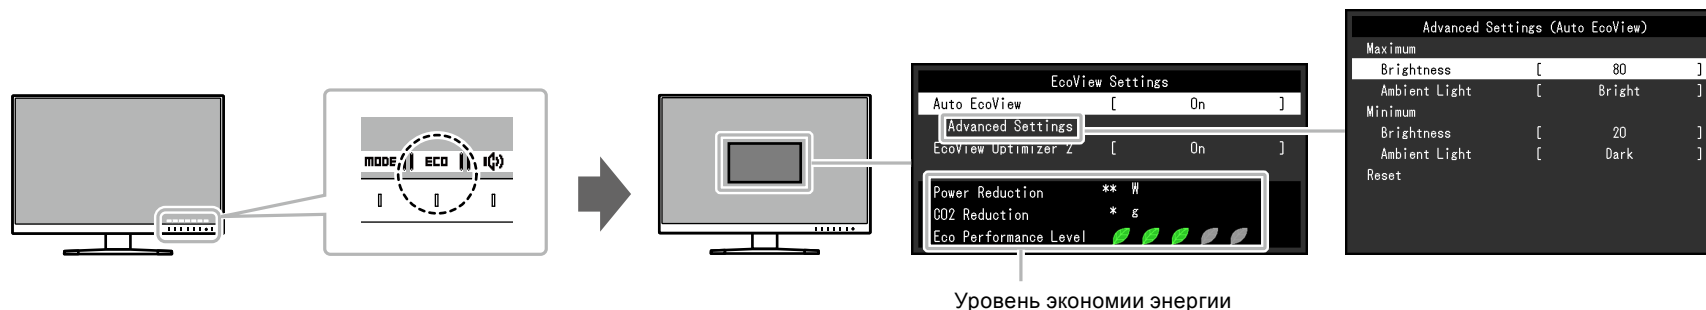 MODE ECO
EcoView Settings
Auto EcoView [ On ]
Advanced Settings
EcoView Optimizer 2 [ On ]
Power Reduction ** W
CO2 Reduction * g
Eco Performance Level
Уровень экономии энергии
Advanced Settings (Auto EcoView)
Maximum
Brightness [ 80 ]
Ambient Light [ Bright ]
Minimum
Brightness [ 20 ]
Ambient Light [ Dark ]
Reset